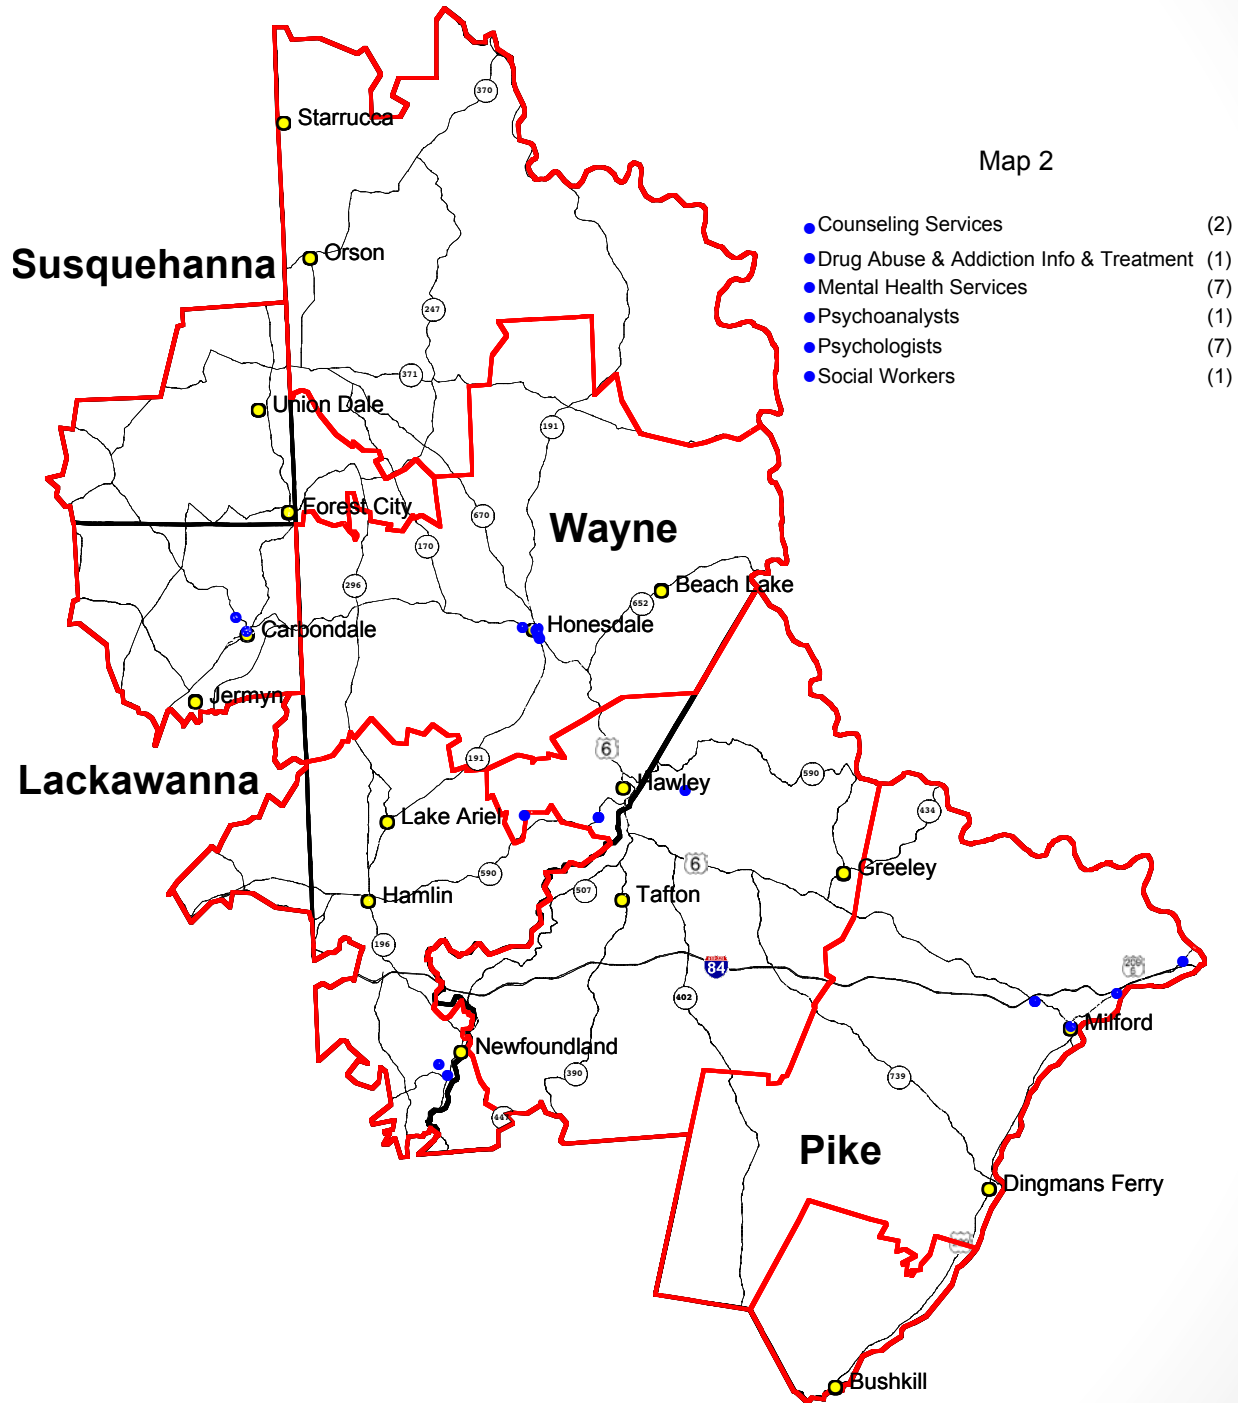 370
Starrucca
Map 2
Counseling Services (2)
Drug Abuse & Addiction Info & Treatment (1)
Mental Health Services (7)
Psychoanalysts (1)
Psychologists (7)
Social Workers (1)
Susquehanna
Orson
247
371
Union Dale
191
Forest City
670
Wayne
170
296
Beach Lake
652
Honesdale
Carbondale
Jermyn
6
191
Lackawanna
Hawley
590
434
Lake Ariel
6
590
Greeley
507
Hamlin
Tafton
196
84
206
6
402
Milford
Newfoundland
390
739
447
Pike
Dingmans Ferry
Bushkill